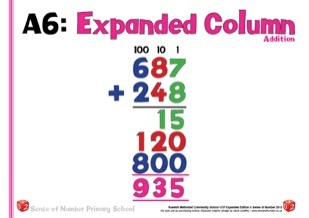 A6: Expanded Column
Addition
100 10 1
687
+ 248
15
120
800
935
Sense of Number Primary School